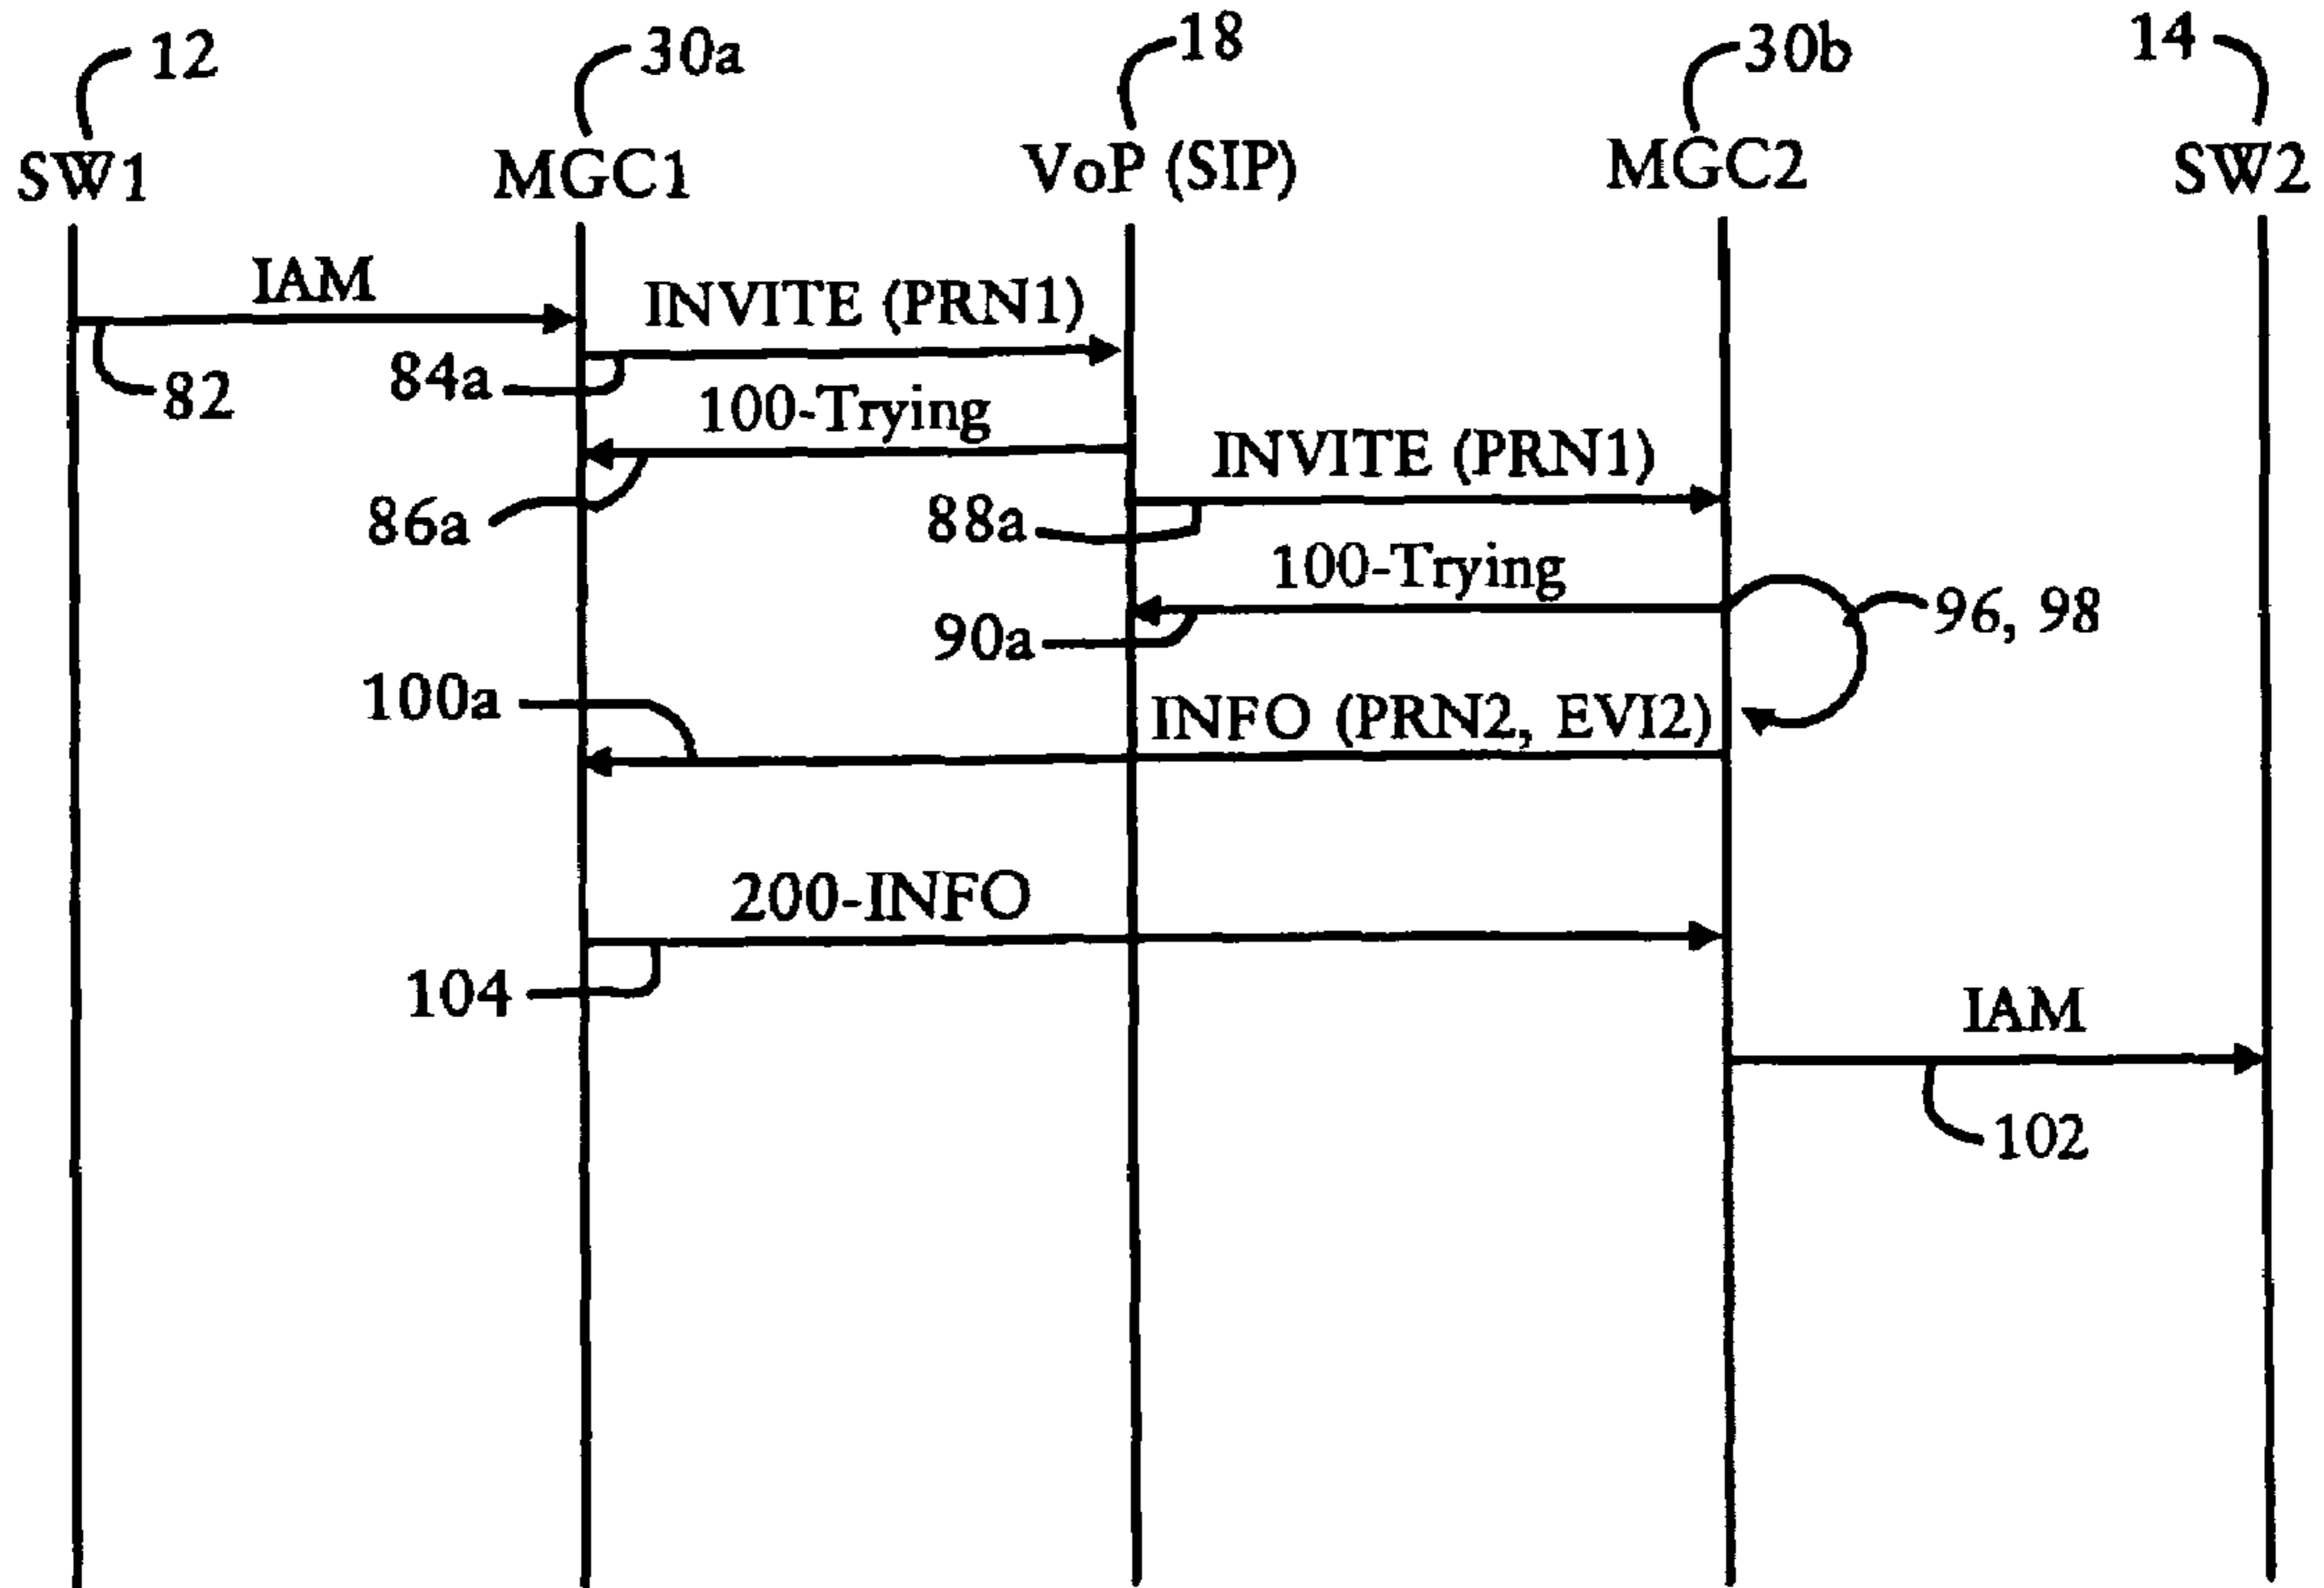 12 30a 18 30b 14
SW1 MGC1 VoP (SIP) MGC2 SW2
IAM
INVITE (PRN1)
82
84a
100-Trying
INVITE (PRN1)
86a
88a
100-Trying
96, 98
90a
100a
INFO (PRN2, EVI2)
200-INFO
104
IAM
102